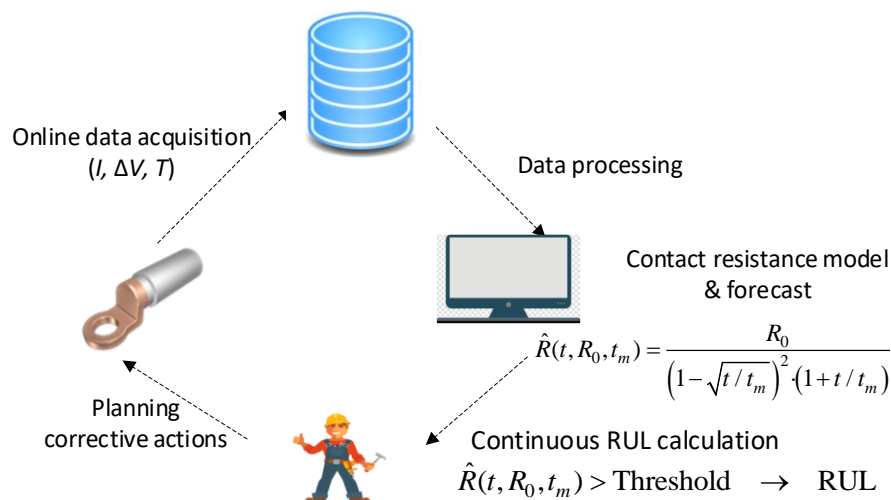 Online data acquisition
(I, ΔV, T)
Data processing
Contact resistance model
& forecast
R̂(t, R₀, tₘ) = R₀ / ((1 − √(t / tₘ))² · (1 + t / tₘ))
Planning
corrective actions
Continuous RUL calculation
R̂(t, R₀, tₘ) > Threshold → RUL